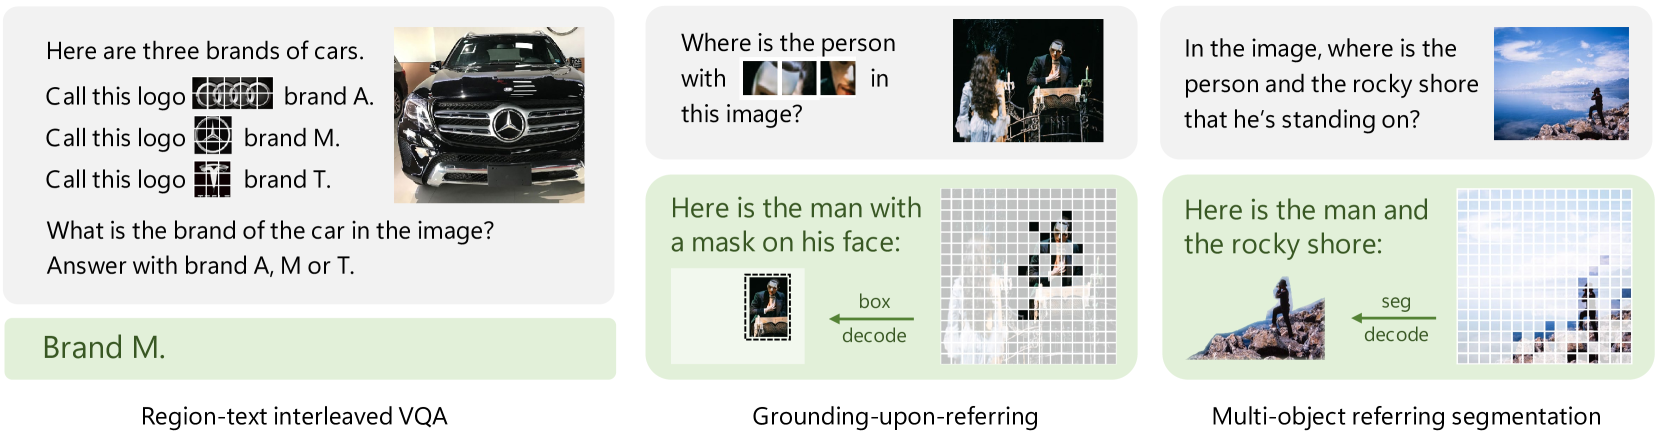 Here are three brands of cars.
Call this logo brand A.
Call this logo brand M.
Call this logo brand T.
What is the brand of the car in the image?
Answer with brand A, M or T.
Brand M.
Region-text interleaved VQA
Where is the person
with in
this image?
Here is the man with
a mask on his face:
box
decode
Grounding-upon-referring
In the image, where is the
person and the rocky shore
that he’s standing on?
Here is the man and
the rocky shore:
seg
decode
Multi-object referring segmentation